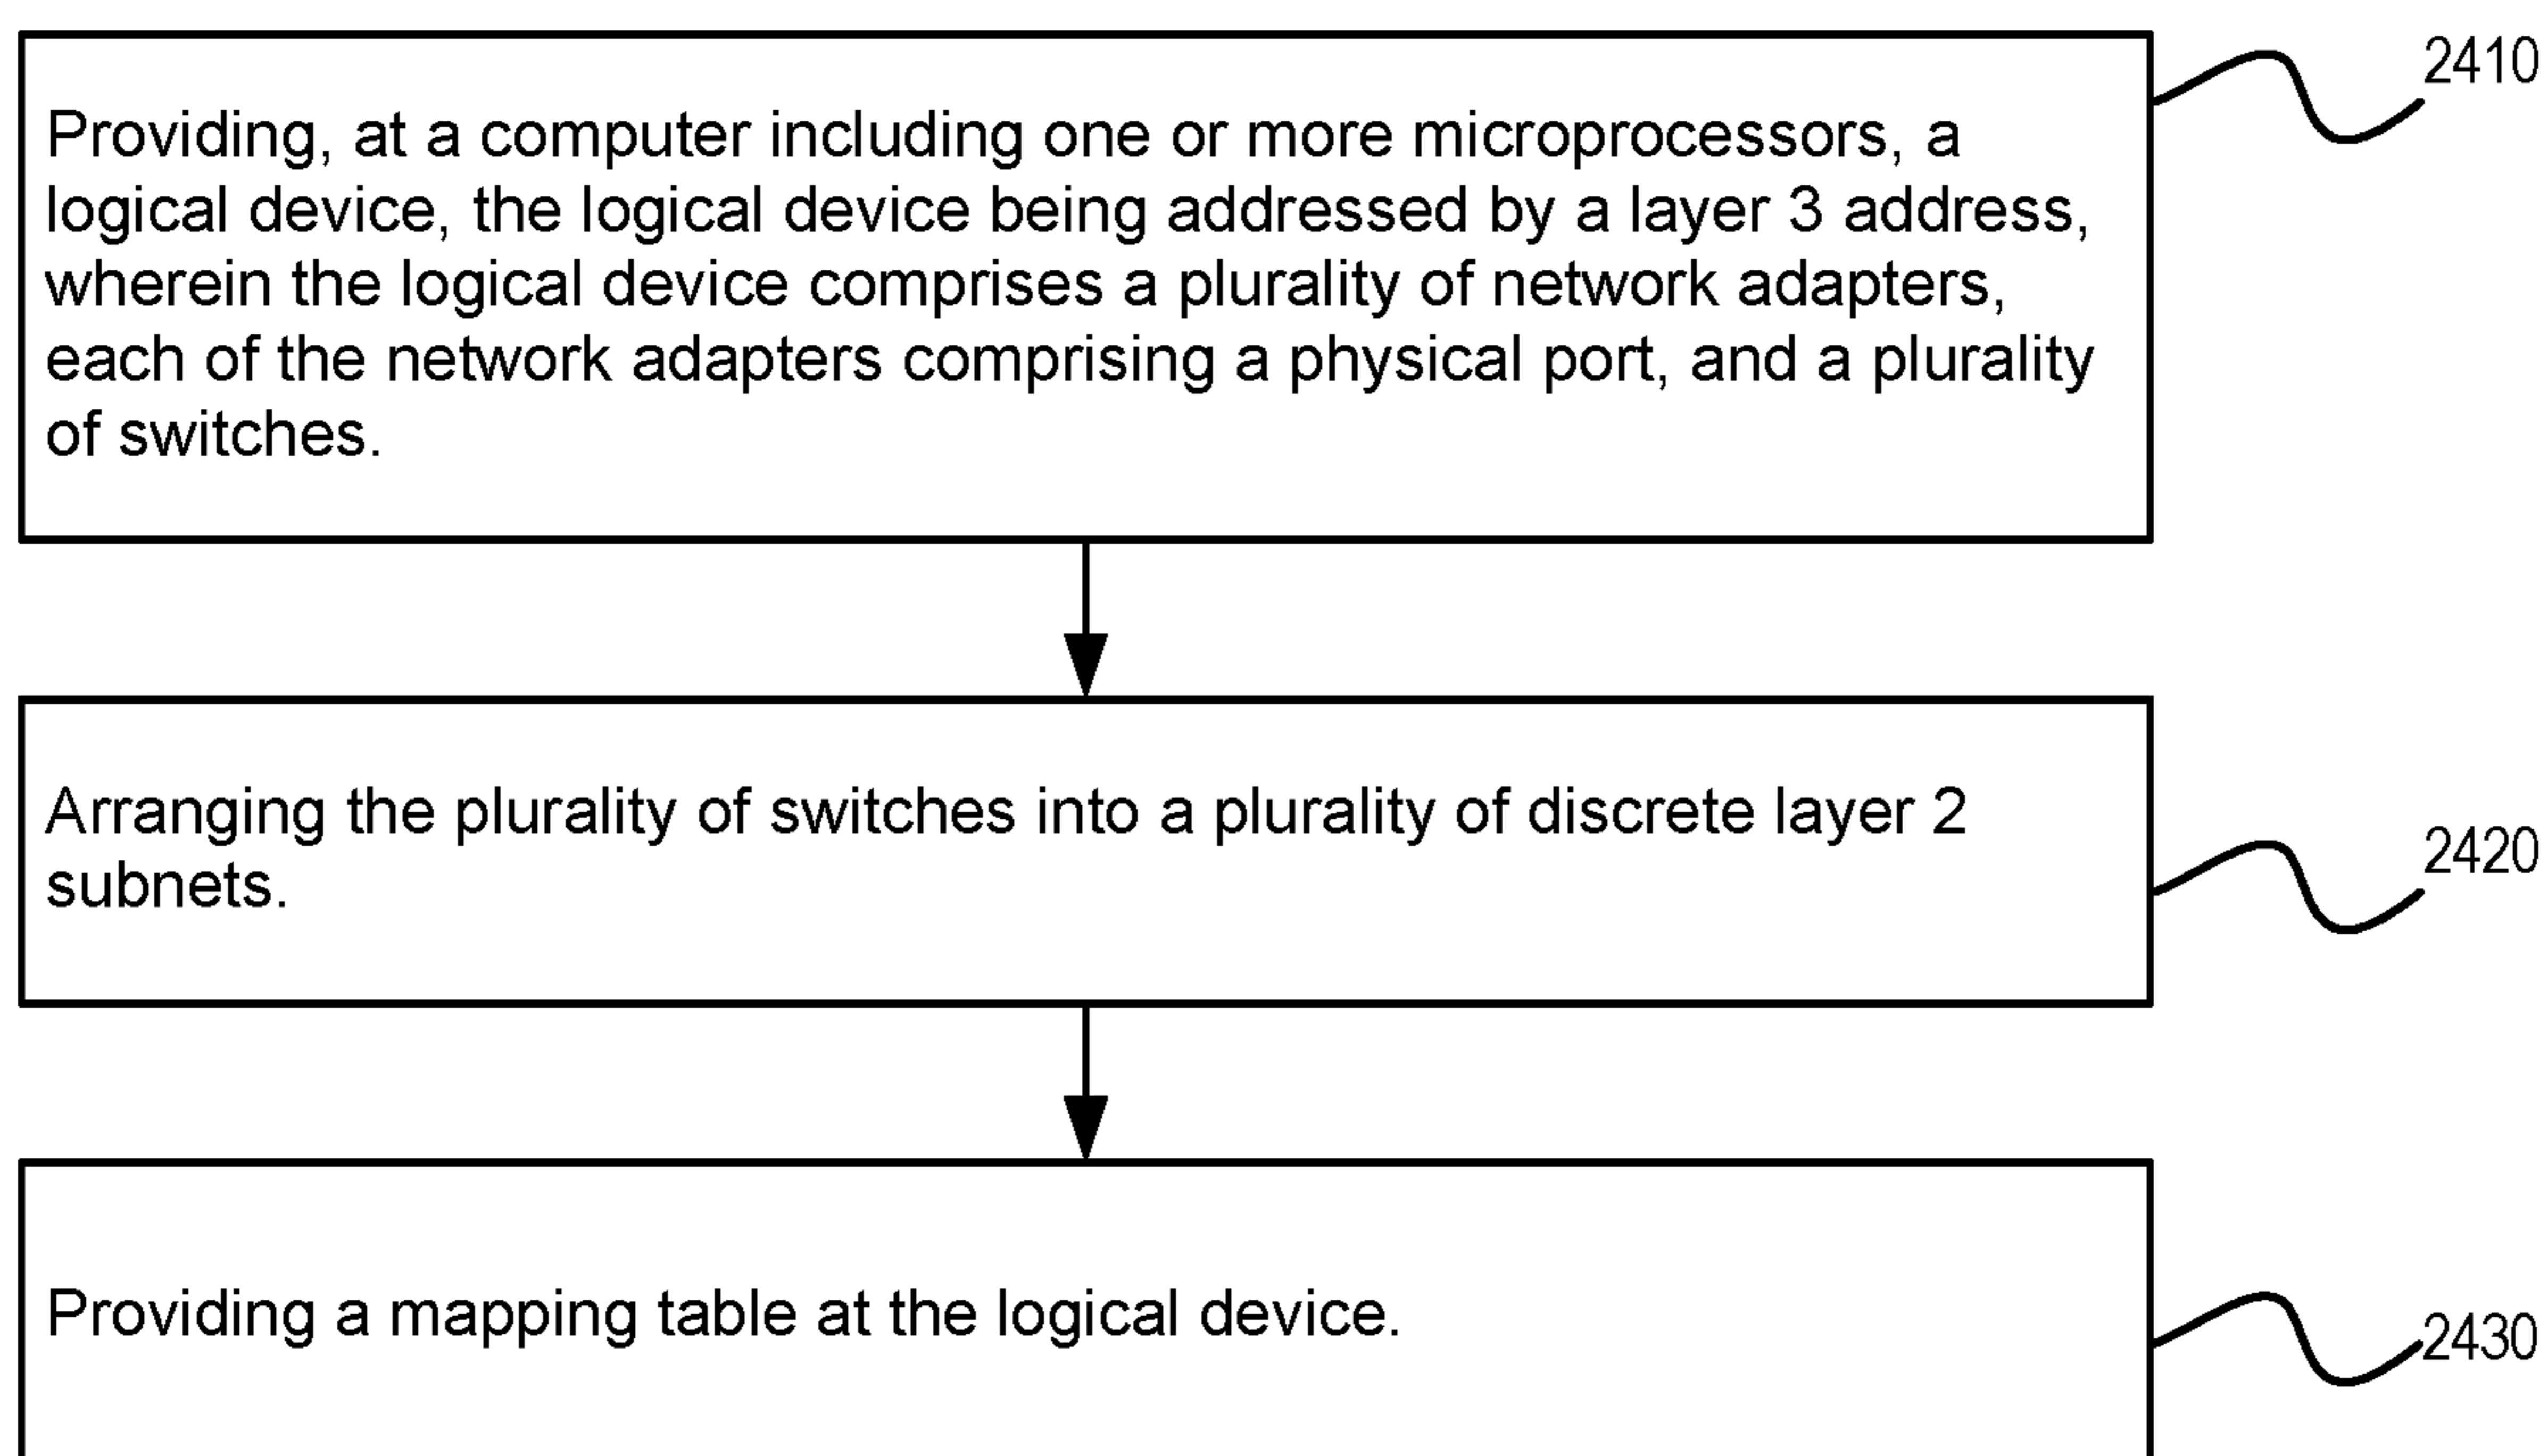 2410
Providing, at a computer including one or more microprocessors, a
logical device, the logical device being addressed by a layer 3 address,
wherein the logical device comprises a plurality of network adapters,
each of the network adapters comprising a physical port, and a plurality
of switches.
Arranging the plurality of switches into a plurality of discrete layer 2
subnets.
2420
Providing a mapping table at the logical device.
2430